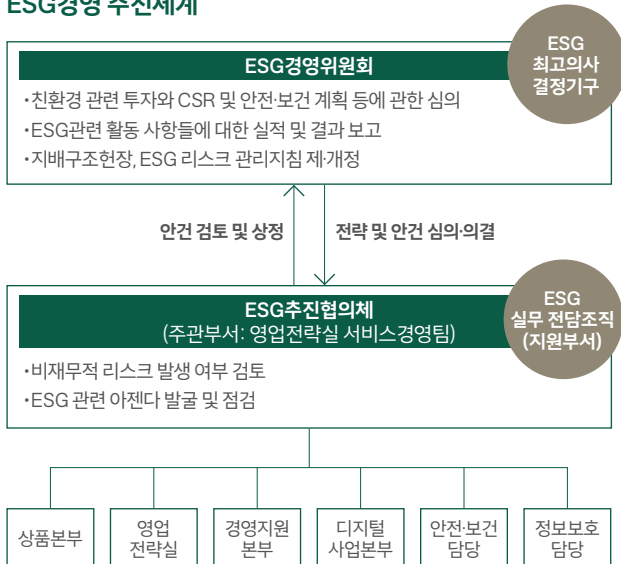 ESG경영 추진체계
ESG
최고의사
결정기구
ESG경영위원회
·친환경 관련 투자와 CSR 및 안전·보건 계획 등에 관한 심의
·ESG관련 활동 사항들에 대한 실적 및 결과 보고
·지배구조헌장, ESG 리스크 관리지침 제·개정
안건 검토 및 상정
전략 및 안건 심의·의결
ESG
실무 전담조직
(지원부서)
ESG추진협의체
(주관부서: 영업전략실 서비스경영팀)
·비재무적 리스크 발생 여부 검토
·ESG 관련 아젠다 발굴 및 점검
상품본부
영업
전략실
경영지원
본부
디지털
사업본부
안전·보건
담당
정보보호
담당